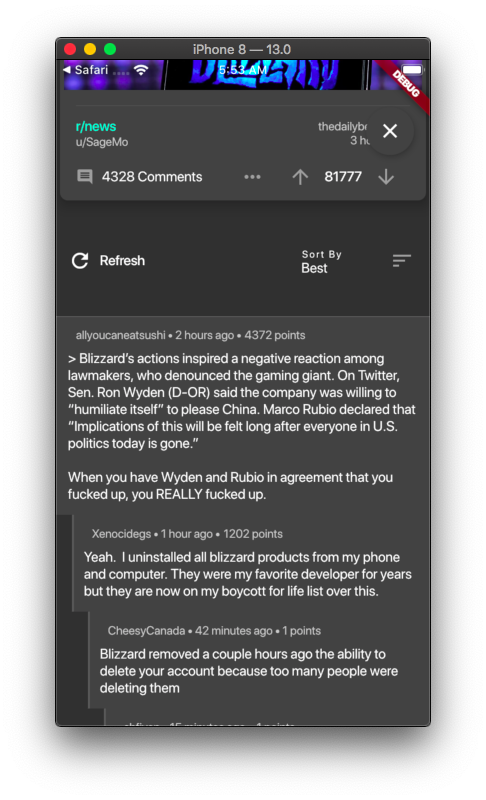 iPhone 8 — 13.0
Safari
5:53 AM
DEBUG
r/news
u/SageMo
thedailybe
3 ho
4328 Comments
81777
Refresh
Sort By
Best
allyoucaneatsushi • 2 hours ago • 4372 points
> Blizzard’s actions inspired a negative reaction among
lawmakers, who denounced the gaming giant. On Twitter,
Sen. Ron Wyden (D-OR) said the company was willing to
“humiliate itself” to please China. Marco Rubio declared that
“Implications of this will be felt long after everyone in U.S.
politics today is gone.”
When you have Wyden and Rubio in agreement that you
fucked up, you REALLY fucked up.
Xenocidegs • 1 hour ago • 1202 points
Yeah.  I uninstalled all blizzard products from my phone
and computer. They were my favorite developer for years
but they are now on my boycott for life list over this.
CheesyCanada • 42 minutes ago • 1 points
Blizzard removed a couple hours ago the ability to
delete your account because too many people were
deleting them